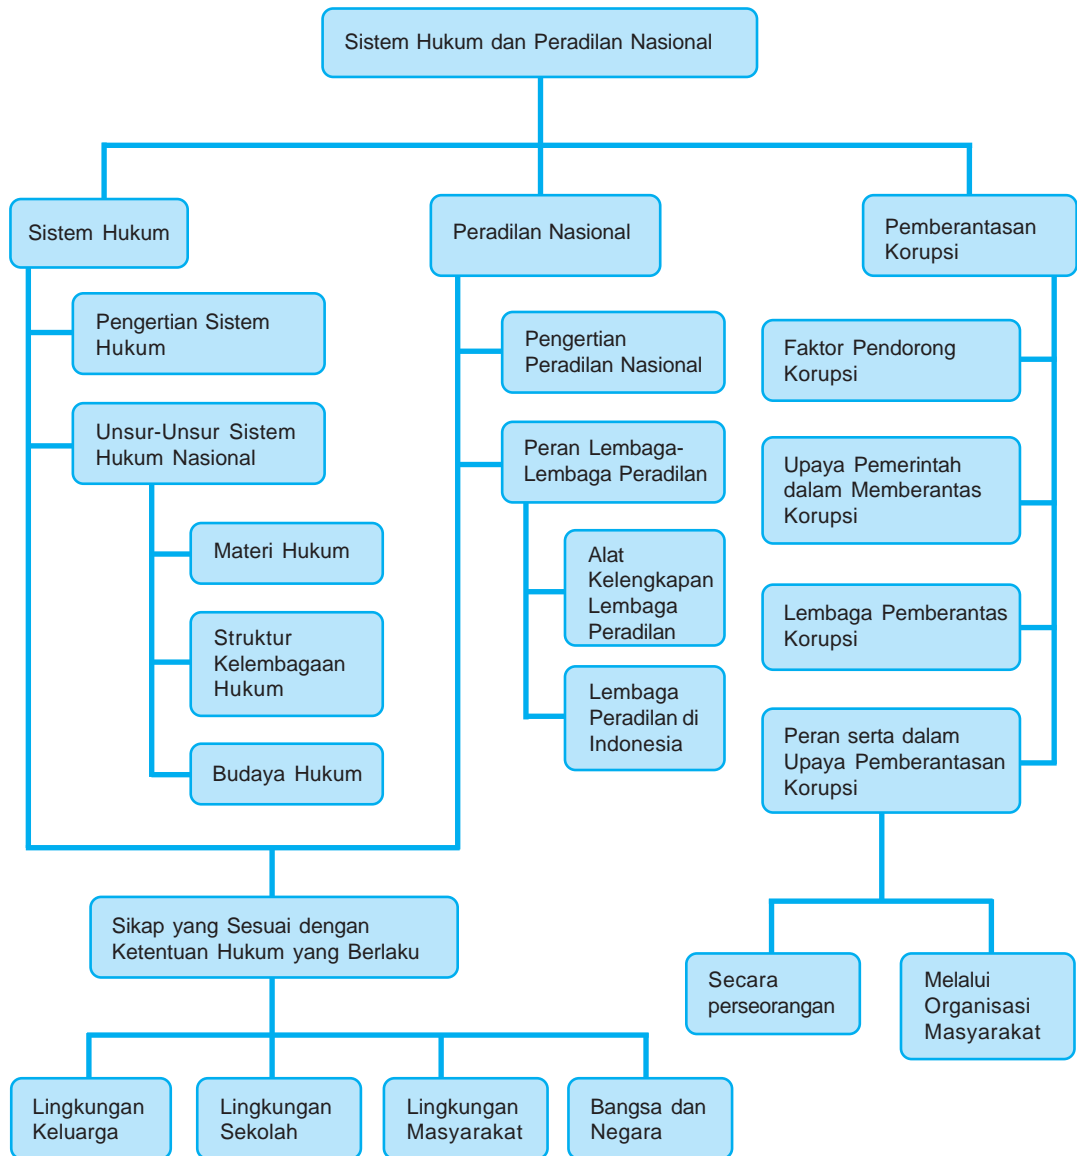 Sistem Hukum dan Peradilan Nasional
Sistem Hukum
Pengertian Sistem
Hukum
Unsur-Unsur Sistem
Hukum Nasional
Materi Hukum
Struktur
Kelembagaan
Hukum
Budaya Hukum
Peradilan Nasional
Pengertian
Peradilan Nasional
Peran Lembaga-
Lembaga Peradilan
Alat
Kelengkapan
Lembaga
Peradilan
Lembaga
Peradilan di
Indonesia
Sikap yang Sesuai dengan
Ketentuan Hukum yang Berlaku
Lingkungan
Keluarga
Lingkungan
Sekolah
Lingkungan
Masyarakat
Bangsa dan
Negara
Pemberantasan
Korupsi
Faktor Pendorong
Korupsi
Upaya Pemerintah
dalam Memberantas
Korupsi
Lembaga Pemberantas
Korupsi
Peran serta dalam
Upaya Pemberantasan
Korupsi
Secara
perseorangan
Melalui
Organisasi
Masyarakat